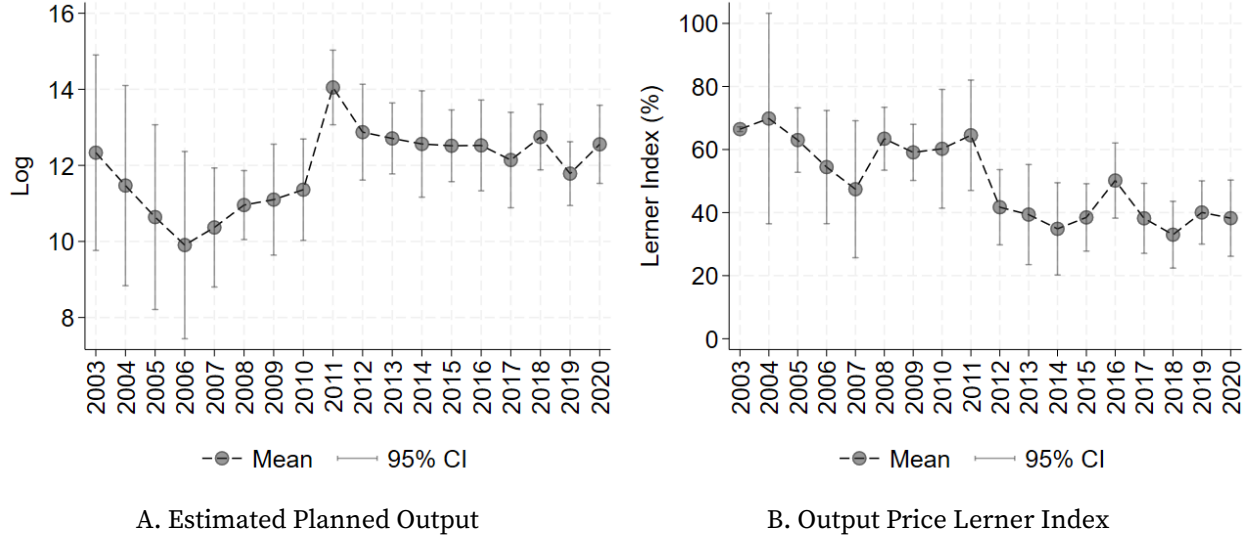 16
14
12
10
8
Log
2003 2004 2005 2006 2007 2008 2009 2010 2011 2012 2013 2014 2015 2016 2017 2018 2019 2020
Mean 95% CI
A. Estimated Planned Output
100
80
60
40
20
0
Lerner Index (%)
2003 2004 2005 2006 2007 2008 2009 2010 2011 2012 2013 2014 2015 2016 2017 2018 2019 2020
Mean 95% CI
B. Output Price Lerner Index